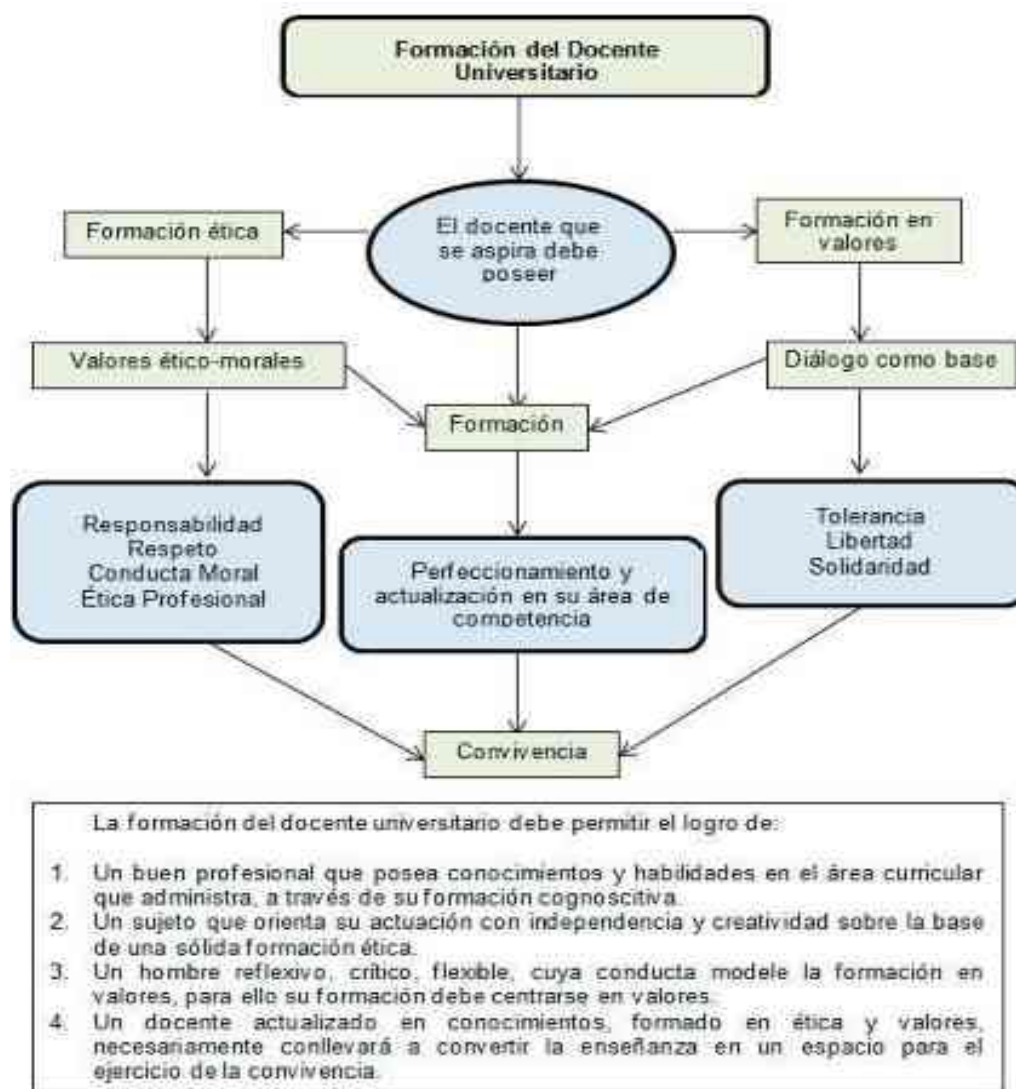 Formación del Docente
Universitario
El docente que
se aspira debe
poseer
Formación ética
Formación en
valores
Valores ético-morales
Diálogo como base
Formación
Responsabilidad
Respeto
Conducta Moral
Ética Profesional
Perfeccionamiento y
actualización en su área de
competencia
Tolerancia
Libertad
Solidaridad
Convivencia
La formación del docente universitario debe permitir el logro de:
1. Un buen profesional que posea conocimientos y habilidades en el área curricular
que administra, a través de su formación cognoscitiva.
2. Un sujeto que orienta su actuación con independencia y creatividad sobre la base
de una sólida formación ética.
3. Un hombre reflexivo, crítico, flexible, cuya conducta modele la formación en
valores, para ello su formación debe centrarse en valores.
4. Un docente actualizado en conocimientos, formado en ética y valores,
necesariamente conllevará a convertir la enseñanza en un espacio para el
ejercicio de la convivencia.